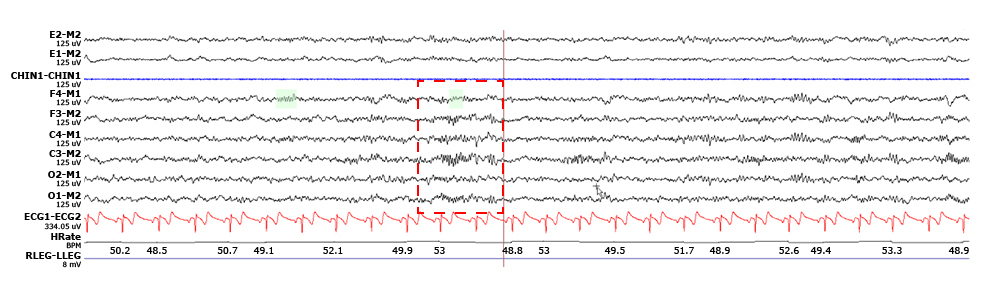 E2-M2
125 uV
E1-M2
125 uV
CHIN1-CHIN1
125 uV
F4-M1
125 uV
F3-M2
125 uV
C4-M1
125 uV
C3-M2
125 uV
O2-M1
125 uV
O1-M2
125 uV
ECG1-ECG2
334.05 uV
HRate
BPM
50.2 48.5 50.7 49.1 52.1 49.9 53 48.8 53 49.5 51.7 48.9 52.6 49.4 53.3 48.9
RLEG-LLEG
8 mV